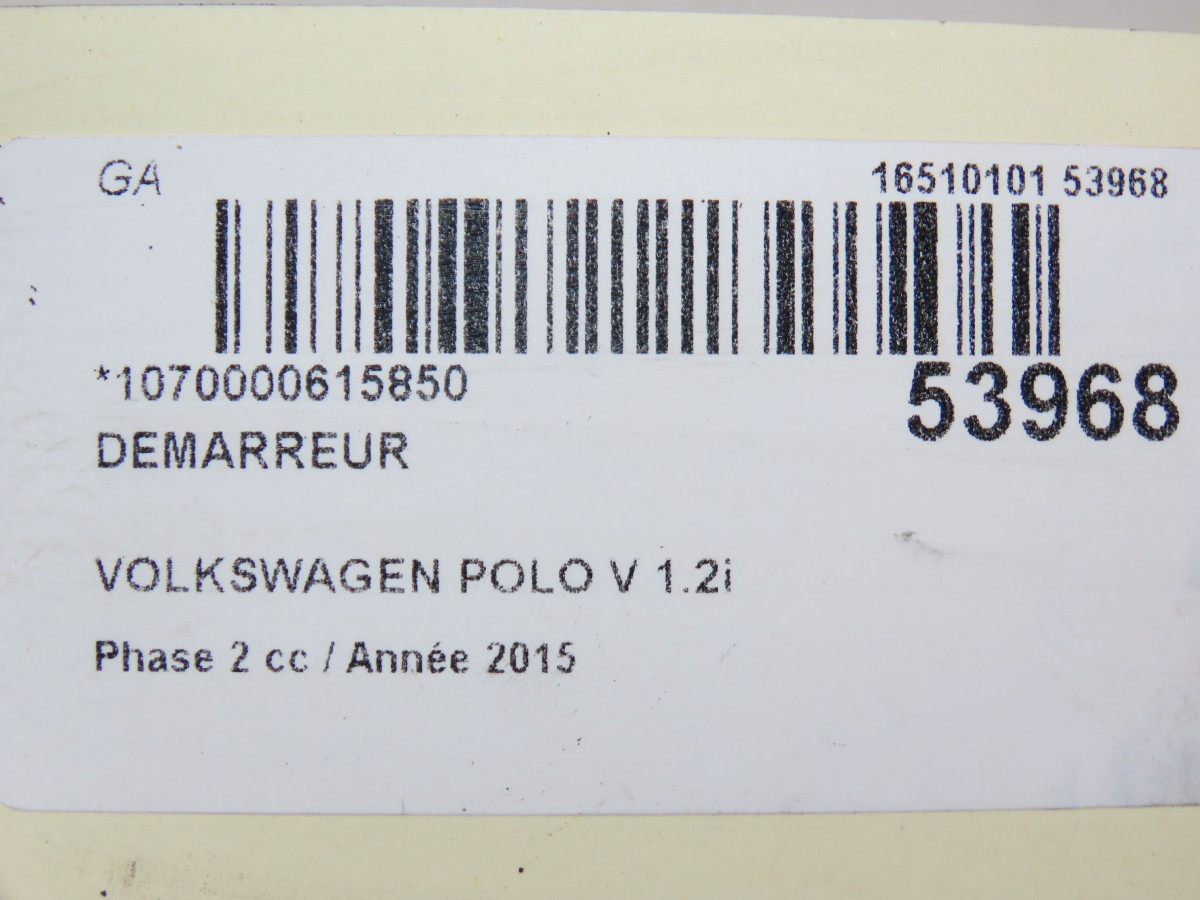 GA
16510101 53968
*1070000615850
53968
DEMARREUR
VOLKSWAGEN POLO V 1.2i
Phase 2 cc / Année 2015